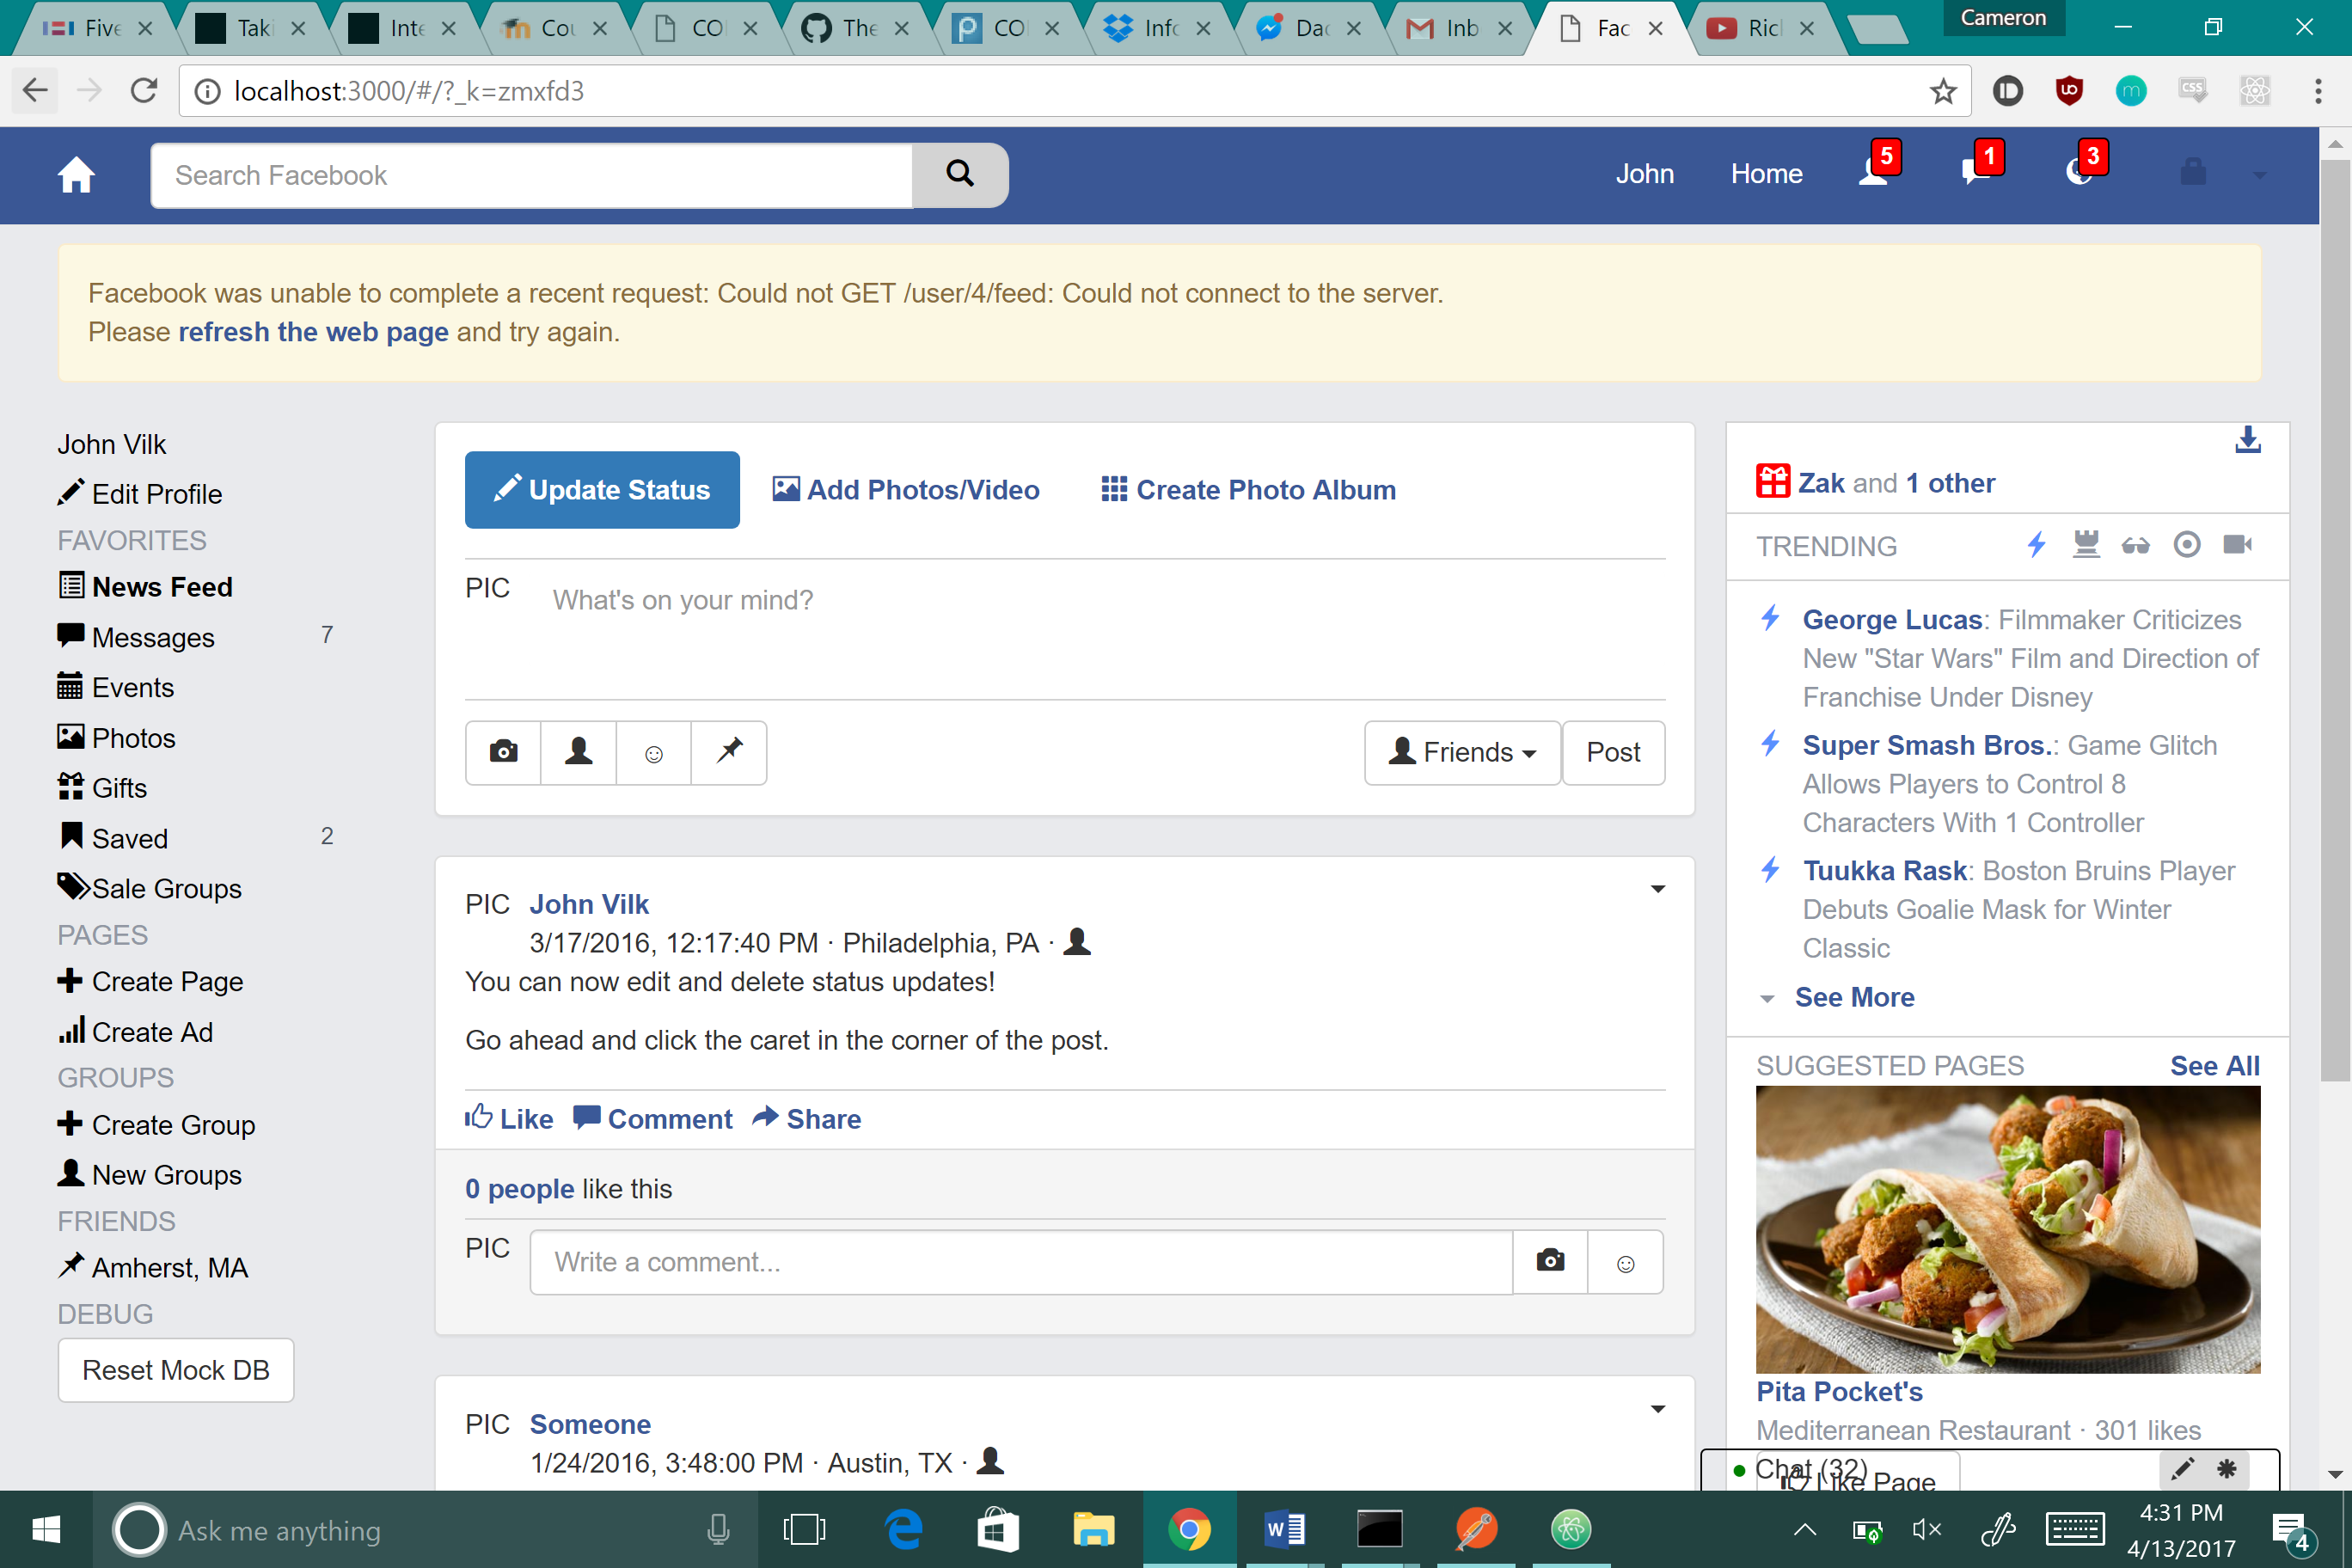 Five
Taki
Inte
Cou
CO
The
CO
Info
Dac
Inb
Fac
Ric
Cameron
localhost:3000/#/?_k=zmxfd3
Search Facebook
John
Home
5
1
3
Facebook was unable to complete a recent request: Could not GET /user/4/feed: Could not connect to the server.
Please refresh the web page and try again.
John Vilk
Edit Profile
FAVORITES
News Feed
Messages 7
Events
Photos
Gifts
Saved 2
Sale Groups
PAGES
Create Page
Create Ad
GROUPS
Create Group
New Groups
FRIENDS
Amherst, MA
DEBUG
Reset Mock DB
Update Status
Add Photos/Video
Create Photo Album
PIC
What's on your mind?
Friends
Post
PIC John Vilk
3/17/2016, 12:17:40 PM · Philadelphia, PA ·
You can now edit and delete status updates!
Go ahead and click the caret in the corner of the post.
Like Comment Share
0 people like this
PIC
Write a comment...
PIC Someone
1/24/2016, 3:48:00 PM · Austin, TX ·
Zak and 1 other
TRENDING
George Lucas: Filmmaker Criticizes
New "Star Wars" Film and Direction of
Franchise Under Disney
Super Smash Bros.: Game Glitch
Allows Players to Control 8
Characters With 1 Controller
Tuukka Rask: Boston Bruins Player
Debuts Goalie Mask for Winter
Classic
See More
SUGGESTED PAGES See All
Pita Pocket's
Mediterranean Restaurant · 301 likes
Chat (32)
Like Page
Ask me anything
4:31 PM
4/13/2017
4